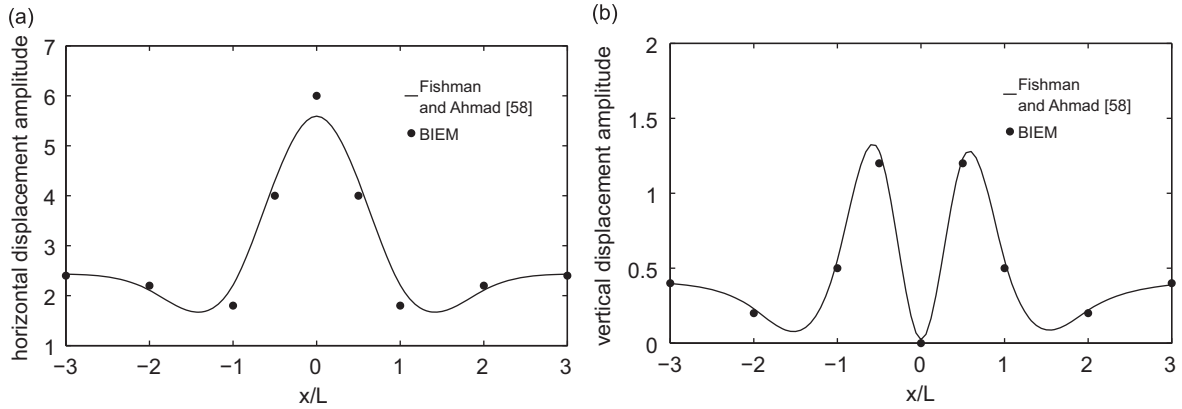 (a)
horizontal displacement amplitude
7
6
5
4
3
2
1
−3 −2 −1 0 1 2 3
x/L
Fishman
and Ahmad [58]
BIEM
(b)
vertical displacement amplitude
2
1.5
1
0.5
0
−3 −2 −1 0 1 2 3
x/L
Fishman
and Ahmad [58]
BIEM